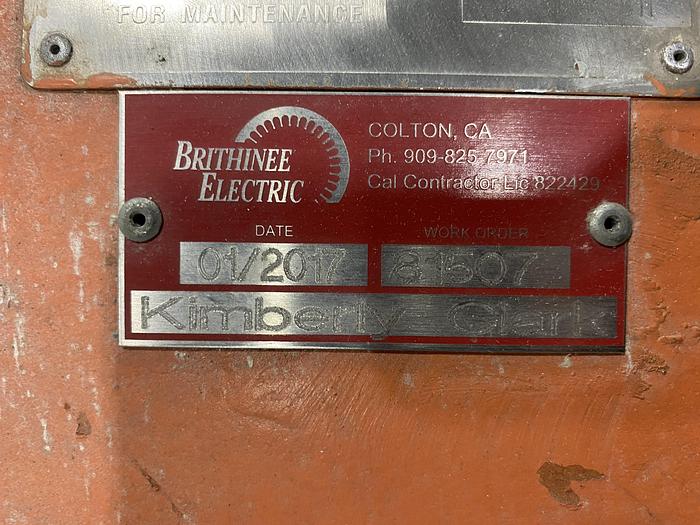 FOR MAINTENANCE
BRITHINEE
ELECTRIC
COLTON, CA
Ph. 909-825-7971
Cal Contractor Lic 822429
DATE
WORK ORDER
01/2017
81507
Kimberly Clark